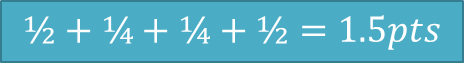 ½ + ¼ + ¼ + ½ = 1.5pts